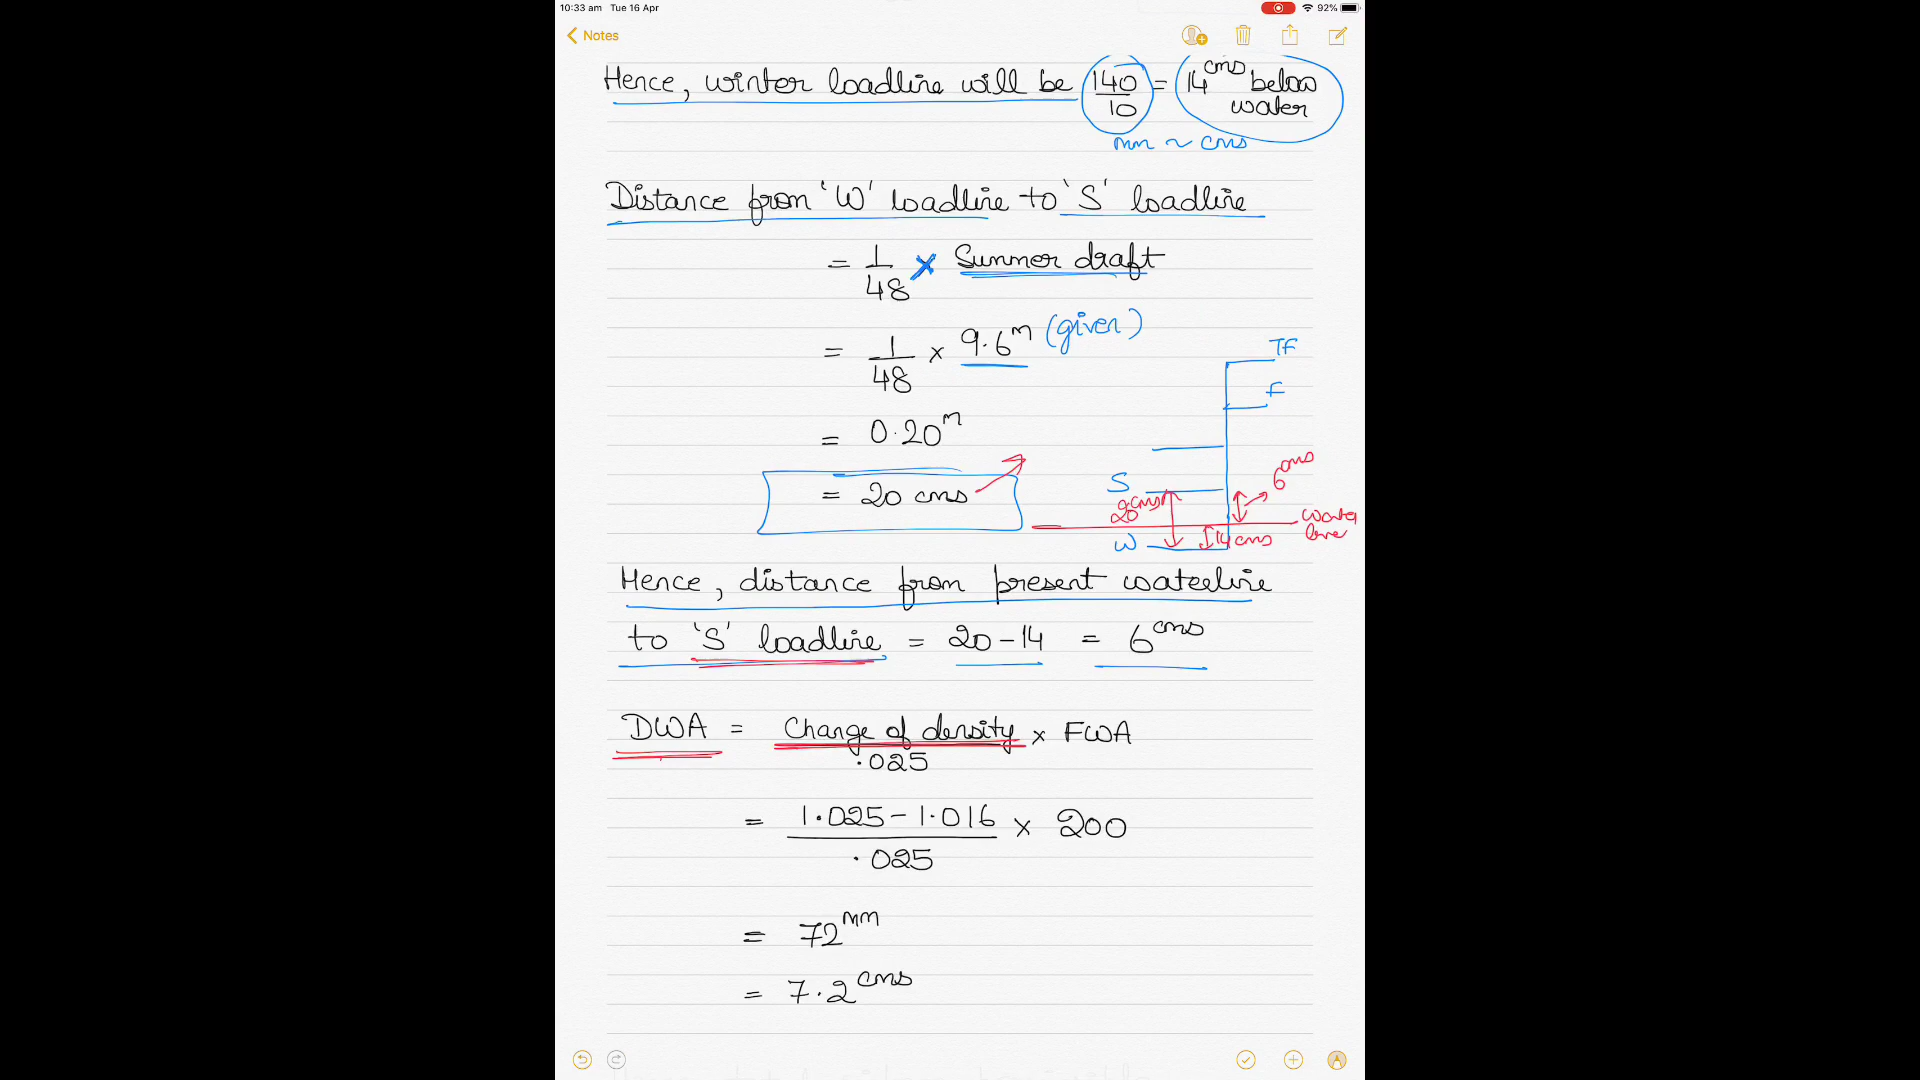 10:33 am Tue 16 Apr 92%
Notes
Hence, winter loadline will be 140/10 = 14 cms below water
mm ~ cms
Distance from 'W' loadline to 'S' loadline
= 1/48 × Summer draft
= 1/48 × 9.6 m (given)
TF
F
= 0.20 m
= 20 cms
S
6 cms
20 cms
water
W
14 cms
Hence, distance from present waterline
to 'S' loadline = 20 - 14 = 6 cms
DWA = Change of density × FWA
.025
= 1.025 - 1.016 × 200
.025
= 72 mm
= 7.2 cms